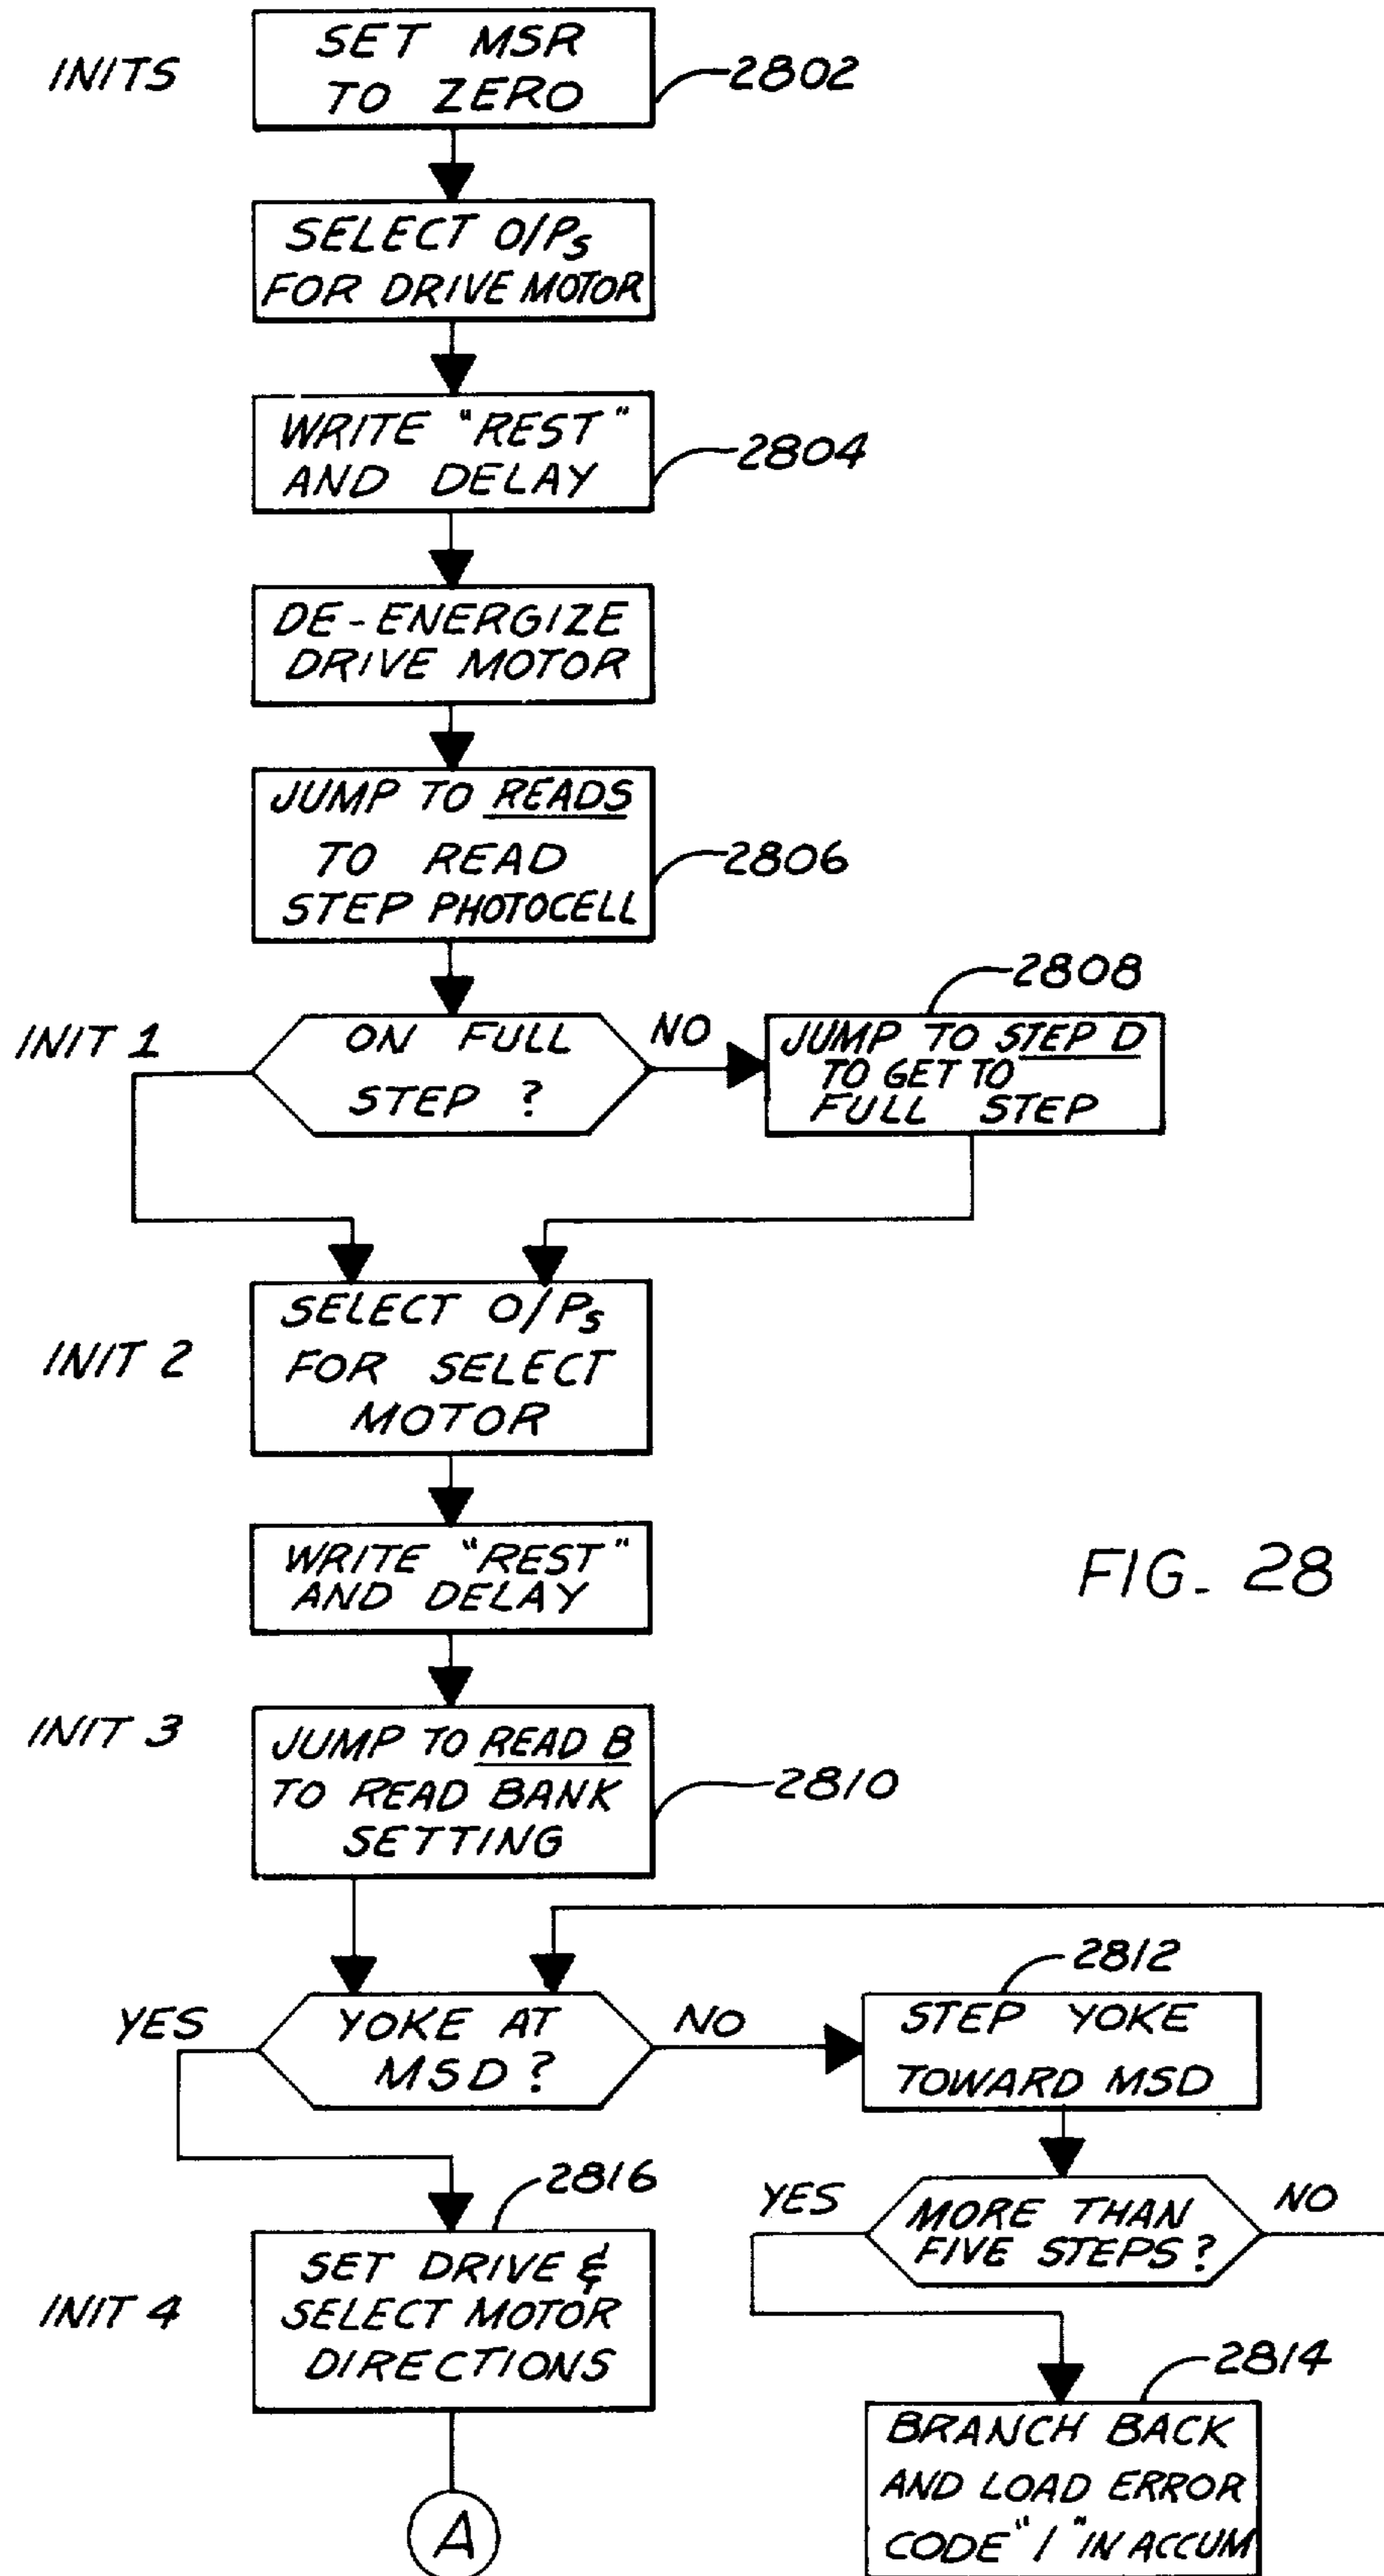 INITS
SET MSR
TO ZERO
2802
SELECT O/Ps
FOR DRIVE MOTOR
WRITE "REST"
AND DELAY
2804
DE-ENERGIZE
DRIVE MOTOR
JUMP TO READS
TO READ
STEP PHOTOCELL
2806
INIT 1
ON FULL
STEP ?
NO
2808
JUMP TO STEP D
TO GET TO
FULL STEP
INIT 2
SELECT O/Ps
FOR SELECT
MOTOR
WRITE "REST"
AND DELAY
FIG. 28
INIT 3
JUMP TO READ B
TO READ BANK
SETTING
2810
YES
YOKE AT
MSD ?
NO
2812
STEP YOKE
TOWARD MSD
YES
MORE THAN
FIVE STEPS ?
NO
2816
INIT 4
SET DRIVE &
SELECT MOTOR
DIRECTIONS
2814
BRANCH BACK
AND LOAD ERROR
CODE "1" IN ACCUM
A